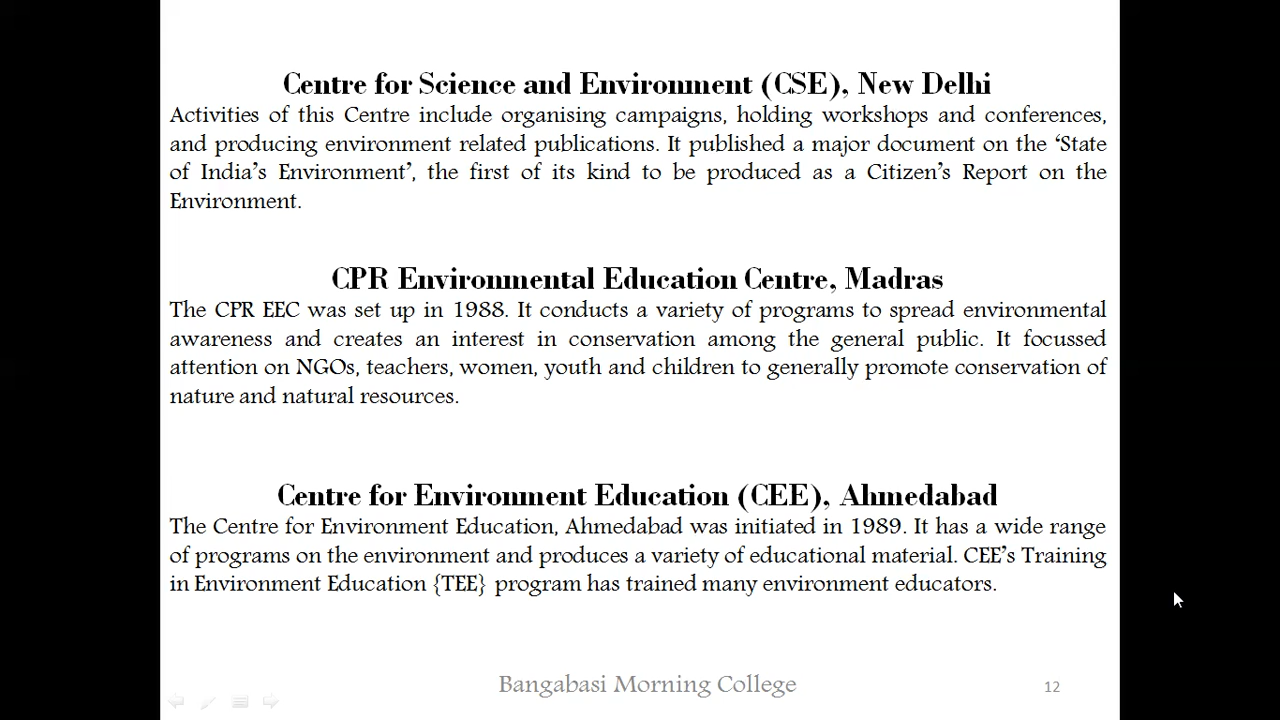 Centre for Science and Environment (CSE), New Delhi
Activities of this Centre include organising campaigns, holding workshops and conferences,
and producing environment related publications. It published a major document on the ‘State
of India’s Environment’, the first of its kind to be produced as a Citizen’s Report on the
Environment.
CPR Environmental Education Centre, Madras
The CPR EEC was set up in 1988. It conducts a variety of programs to spread environmental
awareness and creates an interest in conservation among the general public. It focussed
attention on NGOs, teachers, women, youth and children to generally promote conservation of
nature and natural resources.
Centre for Environment Education (CEE), Ahmedabad
The Centre for Environment Education, Ahmedabad was initiated in 1989. It has a wide range
of programs on the environment and produces a variety of educational material. CEE’s Training
in Environment Education {TEE} program has trained many environment educators.
Bangabasi Morning College
12